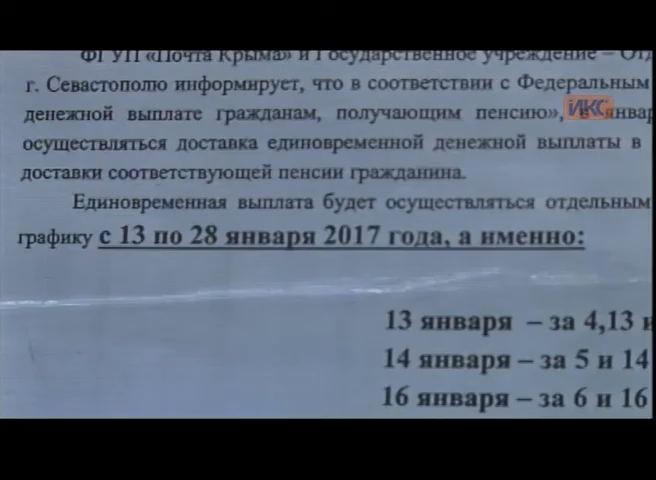 ФГУП «Почта Крыма» и Государственное учреждение – Отд
г. Севастополю информирует, что в соответствии с Федеральным
денежной выплате гражданам, получающим пенсию», в январ
ИКС
осуществляться доставка единовременной денежной выплаты в
доставки соответствующей пенсии гражданина.
Единовременная выплата будет осуществляться отдельным
графику с 13 по 28 января 2017 года, а именно:
13 января – за 4,13 и
14 января – за 5 и 14
16 января – за 6 и 16